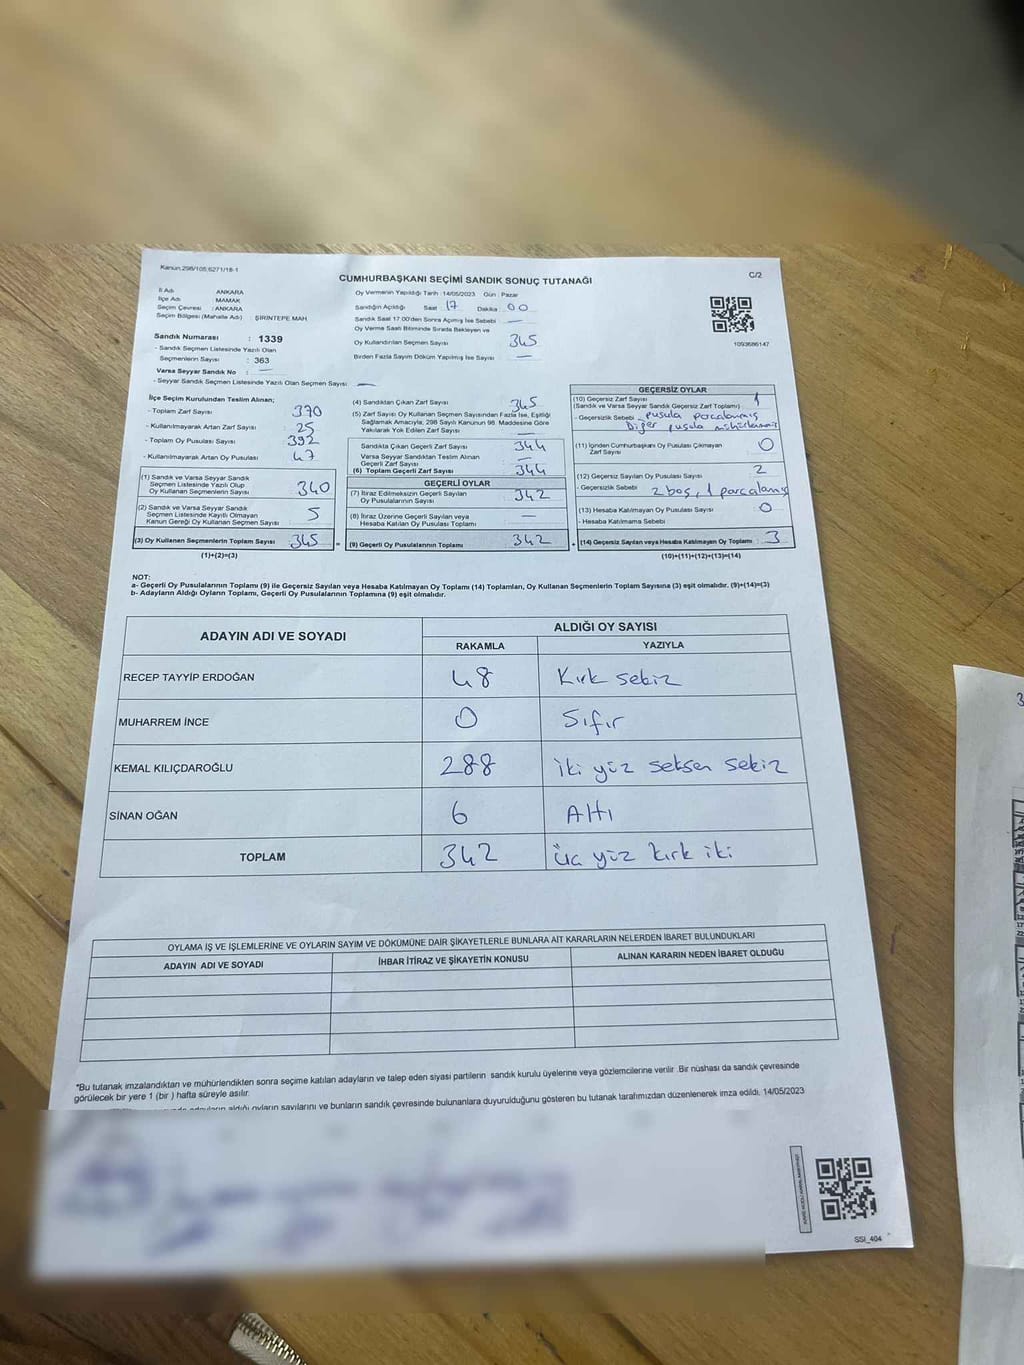 Kanun.298/105;6271/18-1
C/2
CUMHURBAŞKANI SEÇİMİ SANDIK SONUÇ TUTANAĞI
İl Adı ANKARA
İlçe Adı MAMAK
Seçim Çevresi : ANKARA
Seçim Bölgesi (Mahalle Adı) ŞİRİNTEPE MAH.
Sandık Numarası : 1339
- Sandık Seçmen Listesinde Yazılı Olan
Seçmenlerin Sayısı : 363
Varsa Seyyar Sandık No : —
- Seyyar Sandık Seçmen Listesinde Yazılı Olan Seçmen Sayısı : —
Oy Vermenin Yapıldığı Tarih :14/05/2023 Gün : Pazar
Sandığın Açıldığı Saat : 17 Dakika : 00
Sandık Saat 17:00'den Sonra Açılmış İse Sebebi —
Oy Verme Saati Bitiminde Sırada Bekleyen ve
Oy Kullandırılan Seçmen Sayısı 345
Birden Fazla Sayım Döküm Yapılmış İse Sayısı —
1093686147
İlçe Seçim Kurulundan Teslim Alınan;
- Toplam Zarf Sayısı 370
- Kullanılmayarak Artan Zarf Sayısı 25
- Toplam Oy Pusulası Sayısı 392
- Kullanılmayarak Artan Oy Pusulası 47
(1) Sandık ve Varsa Seyyar Sandık
Seçmen Listesinde Yazılı Olup
Oy Kullanan Seçmenlerin Sayısı 340
(2) Sandık ve Varsa Seyyar Sandık
Seçmen Listesinde Kayıtlı Olmayan
Kanun Gereği Oy Kullanan Seçmen Sayısı 5
(3) Oy Kullanan Seçmenlerin Toplam Sayısı 345
(1)+(2)=(3)
(4) Sandıktan Çıkan Zarf Sayısı 345
(5) Zarf Sayısı Oy Kullanan Seçmen Sayısından Fazla İse, Eşitliği
Sağlamak Amacıyla, 298 Sayılı Kanunun 98. Maddesine Göre
Yakılarak Yok Edilen Zarf Sayısı —
Sandıkta Çıkan Geçerli Zarf Sayısı 344
Varsa Seyyar Sandıktan Teslim Alınan
Geçerli Zarf Sayısı —
(6) Toplam Geçerli Zarf Sayısı 344
GEÇERLİ OYLAR
(7) İtiraz Edilmeksizin Geçerli Sayılan
Oy Pusulalarının Sayısı 342
(8) İtiraz Üzerine Geçerli Sayılan veya
Hesaba Katılan Oy Pusulası Toplamı —
= (9) Geçerli Oy Pusulalarının Toplamı 342
GEÇERSİZ OYLAR
(10) Geçersiz Zarf Sayısı 1
(Sandık ve Varsa Seyyar Sandık Geçersiz Zarf Toplamı)
- Geçersizlik Sebebi pusula parçalanmış
Diğer pusula mühürlenmiş
(11) İçinden Cumhurbaşkanı Oy Pusulası Çıkmayan
Zarf Sayısı 0
(12) Geçersiz Sayılan Oy Pusulası Sayısı 2
- Geçersizlik Sebebi 2 boş, 1 parçalanmış
(13) Hesaba Katılmayan Oy Pusulası Sayısı 0
- Hesaba Katılmama Sebebi
+ (14) Geçersiz Sayılan veya Hesaba Katılmayan Oy Toplamı : 3
(10)+(11)+(12)+(13)=(14)
NOT:
a- Geçerli Oy Pusulalarının Toplamı (9) ile Geçersiz Sayılan veya Hesaba Katılmayan Oy Toplamı (14) Toplamları, Oy Kullanan Seçmenlerin Toplam Sayısına (3) eşit olmalıdır. (9)+(14)=(3)
b- Adayların Aldığı Oyların Toplamı, Geçerli Oy Pusulalarının Toplamına (9) eşit olmalıdır.
ADAYIN ADI VE SOYADI
ALDIĞI OY SAYISI
RAKAMLA YAZIYLA
RECEP TAYYİP ERDOĞAN 48 Kırk sekiz
MUHARREM İNCE 0 Sıfır
KEMAL KILIÇDAROĞLU 288 iki yüz seksen sekiz
SİNAN OĞAN 6 Altı
TOPLAM 342 üç yüz kırk iki
OYLAMA İŞ VE İŞLEMLERİNE VE OYLARIN SAYIM VE DÖKÜMÜNE DAİR ŞİKAYETLERLE BUNLARA AİT KARARLARIN NELERDEN İBARET BULUNDUKLARI
ADAYIN ADI VE SOYADI İHBAR İTİRAZ VE ŞİKAYETİN KONUSU ALINAN KARARIN NEDEN İBARET OLDUĞU
*Bu tutanak imzalandıktan ve mühürlendikten sonra seçime katılan adayların ve talep eden siyasi partilerin sandık kurulu üyelerine veya gözlemcilerine verilir. Bir nüshası da sandık çevresinde
görülecek bir yere 1 (bir ) hafta süreyle asılır.
adayların aldığı oyların sayılarını ve bunların sandık çevresinde bulunanlara duyurulduğunu gösteren bu tutanak tarafımızdan düzenlenerek imza edildi. 14/05/2023
SSI_404